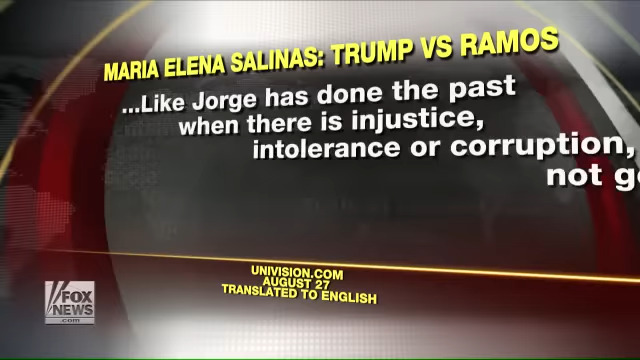 MARIA ELENA SALINAS: TRUMP VS RAMOS
...Like Jorge has done the past
when there is injustice,
intolerance or corruption,
not
UNIVISION.COM
AUGUST 27
TRANSLATED TO ENGLISH
FOX
NEWS
.com